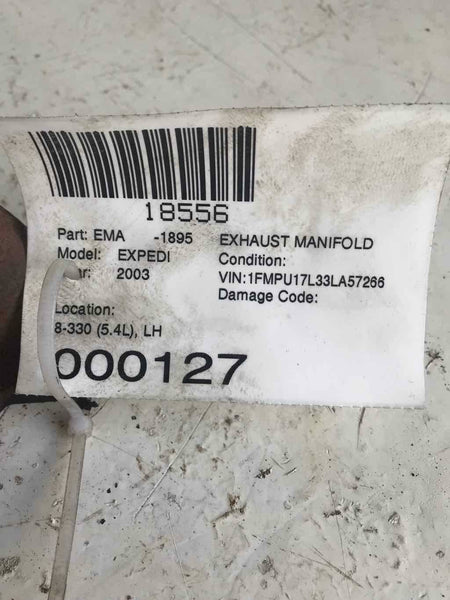 18556
Part: EMA -1895 EXHAUST MANIFOLD
Model: EXPEDI Condition:
ar: 2003 VIN:1FMPU17L33LA57266
Damage Code:
Location:
8-330 (5.4L), LH
000127